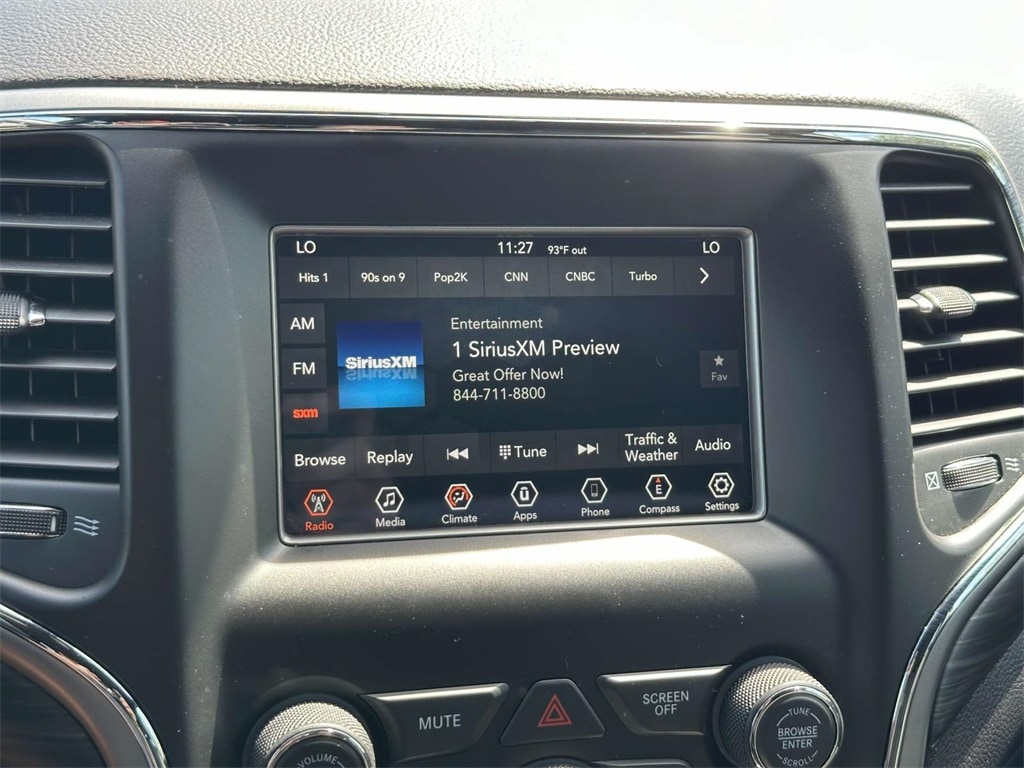 LO 11:27 93°F out LO
Hits 1 90s on 9 Pop2K CNN CNBC Turbo
AM
FM
sxm
SiriusXM
Entertainment
1 SiriusXM Preview
Great Offer Now!
844-711-8800
Fav
Browse Replay Tune Traffic & Weather Audio
Radio Media Climate Apps Phone Compass Settings
E
MUTE
SCREEN
OFF
VOLUME
TUNE
BROWSE
ENTER
SCROLL